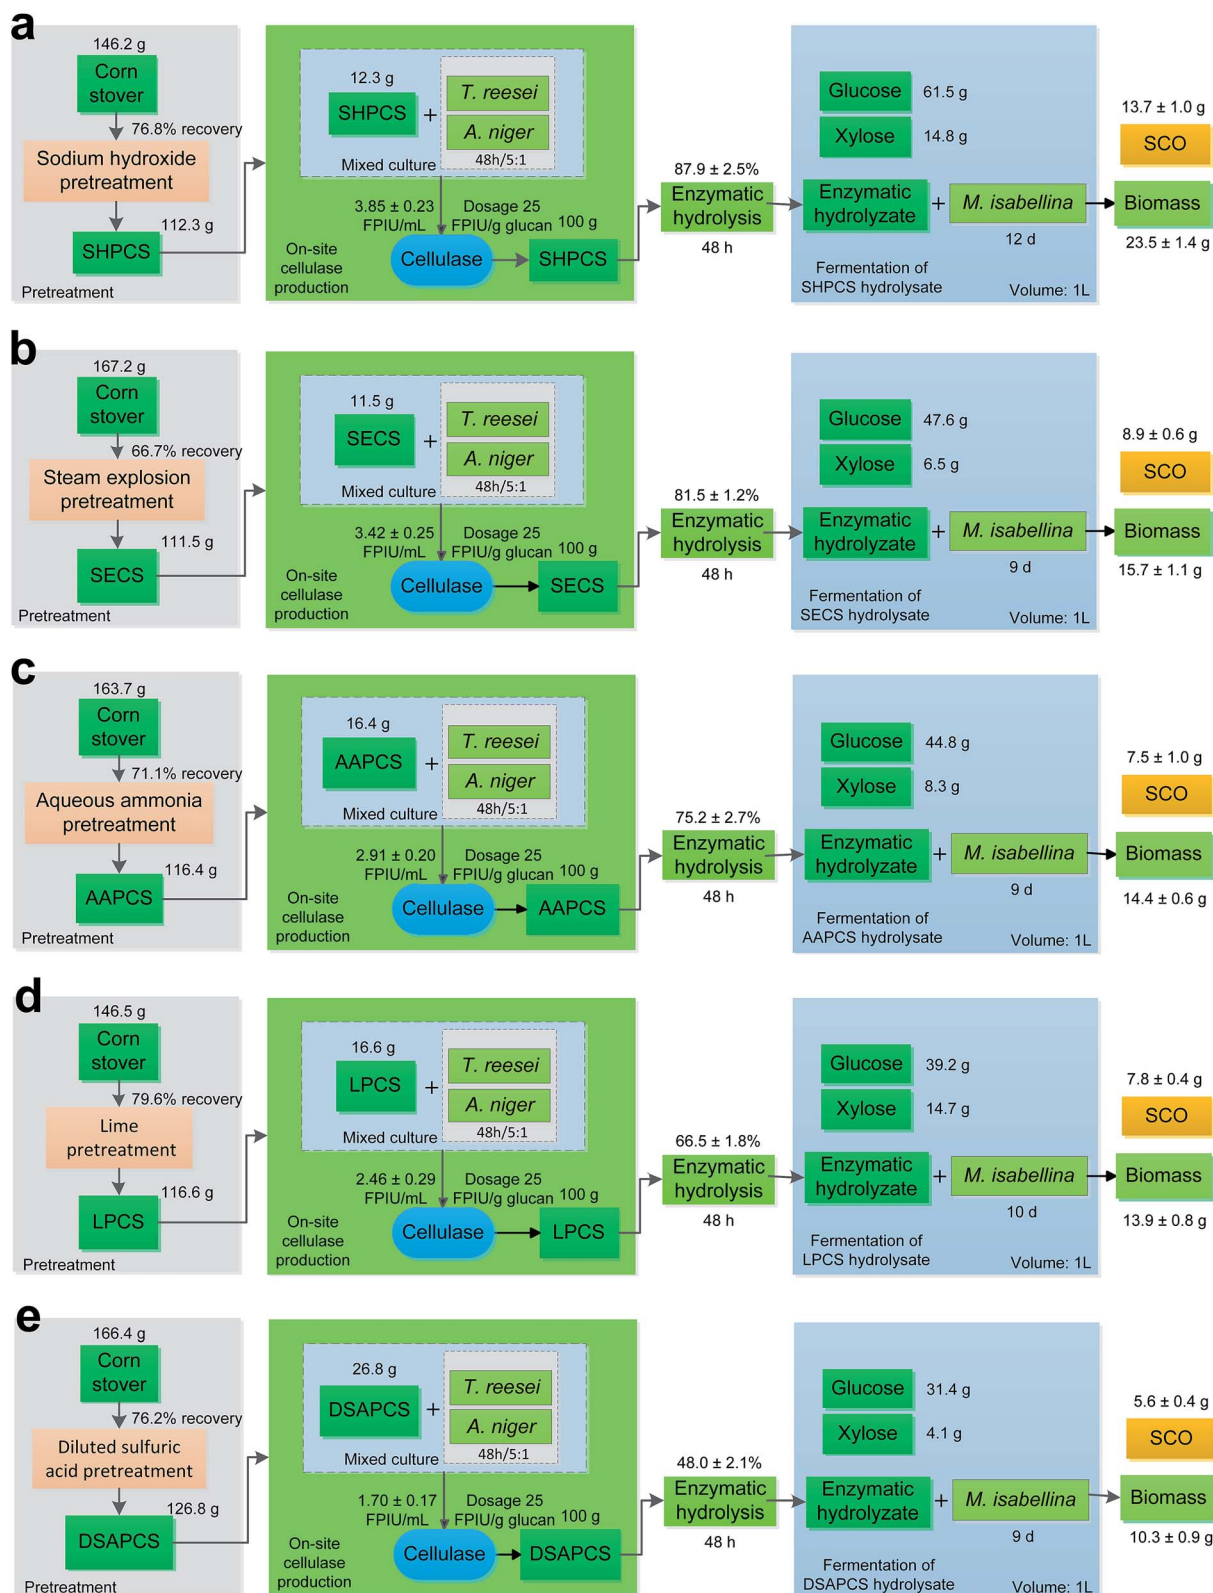 a
146.2 g
Corn
stover
76.8% recovery
Sodium hydroxide
pretreatment
112.3 g
SHPCS
Pretreatment
12.3 g
SHPCS
+
T. reesei
A. niger
48h/5:1
Mixed culture
3.85 ± 0.23
FPIU/mL
Dosage 25
FPIU/g glucan
100 g
On-site
cellulase
production
Cellulase
SHPCS
87.9 ± 2.5%
Enzymatic
hydrolysis
48 h
Glucose
61.5 g
Xylose
14.8 g
Enzymatic
hydrolyzate
+
M. isabellina
12 d
Fermentation of
SHPCS hydrolysate
Volume: 1L
13.7 ± 1.0 g
SCO
Biomass
23.5 ± 1.4 g
b
167.2 g
Corn
stover
66.7% recovery
Steam explosion
pretreatment
111.5 g
SECS
Pretreatment
11.5 g
SECS
+
T. reesei
A. niger
48h/5:1
Mixed culture
3.42 ± 0.25
FPIU/mL
Dosage 25
FPIU/g glucan
100 g
On-site
cellulase
production
Cellulase
SECS
81.5 ± 1.2%
Enzymatic
hydrolysis
48 h
Glucose
47.6 g
Xylose
6.5 g
Enzymatic
hydrolyzate
+
M. isabellina
9 d
Fermentation of
SECS hydrolysate
Volume: 1L
8.9 ± 0.6 g
SCO
Biomass
15.7 ± 1.1 g
c
163.7 g
Corn
stover
71.1% recovery
Aqueous ammonia
pretreatment
116.4 g
AAPCS
Pretreatment
16.4 g
AAPCS
+
T. reesei
A. niger
48h/5:1
Mixed culture
2.91 ± 0.20
FPIU/mL
Dosage 25
FPIU/g glucan
100 g
On-site
cellulase
production
Cellulase
AAPCS
75.2 ± 2.7%
Enzymatic
hydrolysis
48 h
Glucose
44.8 g
Xylose
8.3 g
Enzymatic
hydrolyzate
+
M. isabellina
9 d
Fermentation of
AAPCS hydrolysate
Volume: 1L
7.5 ± 1.0 g
SCO
Biomass
14.4 ± 0.6 g
d
146.5 g
Corn
stover
79.6% recovery
Lime
pretreatment
116.6 g
LPCS
Pretreatment
16.6 g
LPCS
+
T. reesei
A. niger
48h/5:1
Mixed culture
2.46 ± 0.29
FPIU/mL
Dosage 25
FPIU/g glucan
100 g
On-site
cellulase
production
Cellulase
LPCS
66.5 ± 1.8%
Enzymatic
hydrolysis
48 h
Glucose
39.2 g
Xylose
14.7 g
Enzymatic
hydrolyzate
+
M. isabellina
10 d
Fermentation of
LPCS hydrolysate
Volume: 1L
7.8 ± 0.4 g
SCO
Biomass
13.9 ± 0.8 g
e
166.4 g
Corn
stover
76.2% recovery
Diluted sulfuric
acid pretreatment
126.8 g
DSAPCS
Pretreatment
26.8 g
DSAPCS
+
T. reesei
A. niger
48h/5:1
Mixed culture
1.70 ± 0.17
FPIU/mL
Dosage 25
FPIU/g glucan
100 g
On-site
cellulase
production
Cellulase
DSAPCS
48.0 ± 2.1%
Enzymatic
hydrolysis
48 h
Glucose
31.4 g
Xylose
4.1 g
Enzymatic
hydrolyzate
+
M. isabellina
9 d
Fermentation of
DSAPCS hydrolysate
Volume: 1L
5.6 ± 0.4 g
SCO
Biomass
10.3 ± 0.9 g